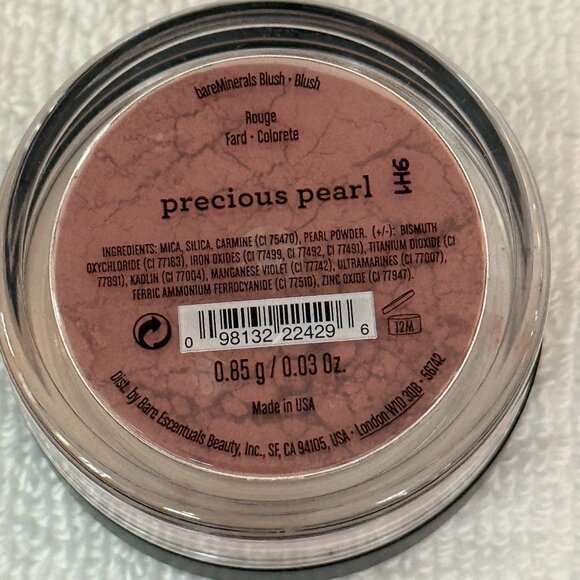 bareMinerals Blush • Blush
Rouge
Fard • Colorete
precious pearl
INGREDIENTS: MICA, SILICA, CARMINE (CI 75470), PEARL POWDER. (+/-): BISMUTH
OXYCHLORIDE (CI 77163), IRON OXIDES (CI 77499, CI 77492, CI 77491), TITANIUM DIOXIDE (CI
77891), KAOLIN (CI 77004), MANGANESE VIOLET (CI 77742), ULTRAMARINES (CI 77007),
FERRIC AMMONIUM FERROCYANIDE (CI 77510), ZINC OXIDE (CI 77947).
0 98132 22429 6
12M
0.85 g / 0.03 Oz.
Made in USA
Dist. by Bare Escentuals Beauty, Inc., SF, CA 94105, USA • London W1D 3QB • 56742